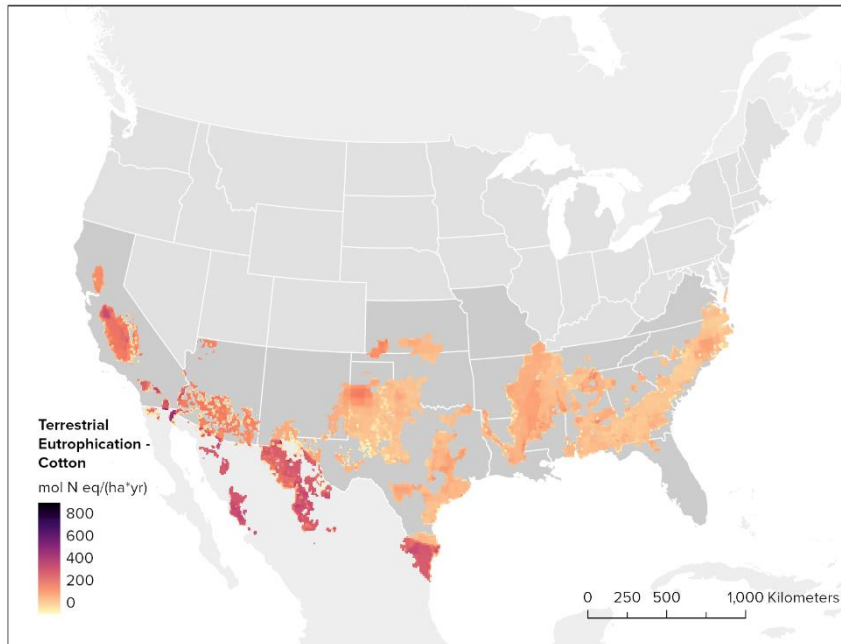 Terrestrial
Eutrophication -
Cotton
mol N eq/(ha*yr)
800
600
400
200
0
0 250 500 1,000 Kilometers